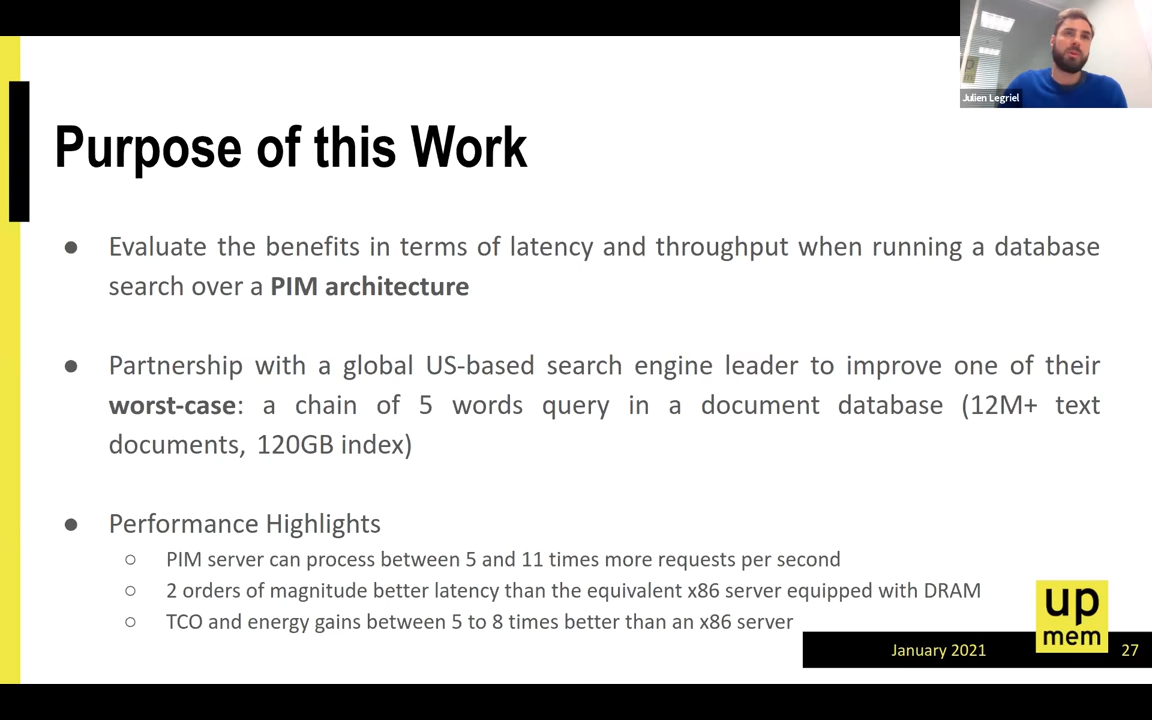 Julien Legriel
Purpose of this Work
● Evaluate the benefits in terms of latency and throughput when running a database
search over a PIM architecture
● Partnership with a global US-based search engine leader to improve one of their
worst-case: a chain of 5 words query in a document database (12M+ text
documents, 120GB index)
● Performance Highlights
○ PIM server can process between 5 and 11 times more requests per second
○ 2 orders of magnitude better latency than the equivalent x86 server equipped with DRAM
○ TCO and energy gains between 5 to 8 times better than an x86 server
up
mem
January 2021
27